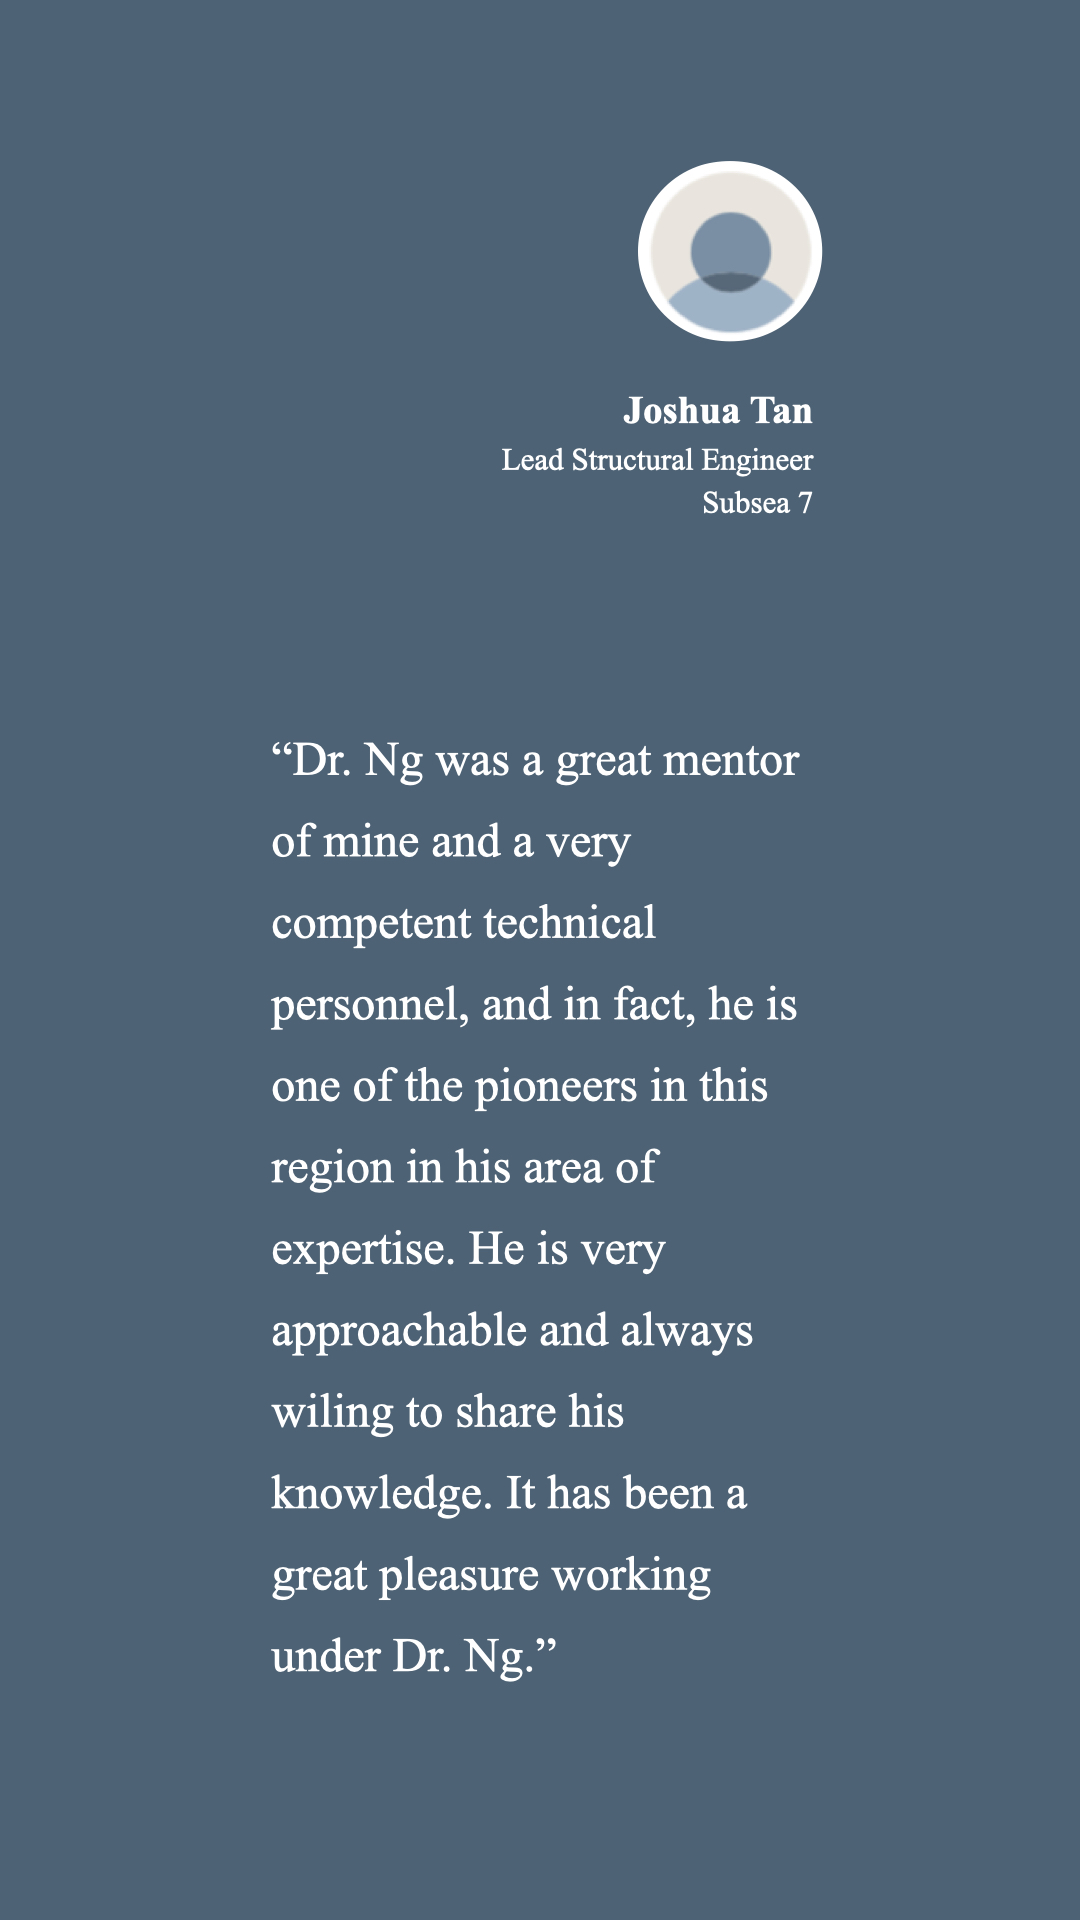 Joshua Tan
Lead Structural Engineer
Subsea 7
“Dr. Ng was a great mentor
of mine and a very
competent technical
personnel, and in fact, he is
one of the pioneers in this
region in his area of
expertise. He is very
approachable and always
wiling to share his
knowledge. It has been a
great pleasure working
under Dr. Ng.”